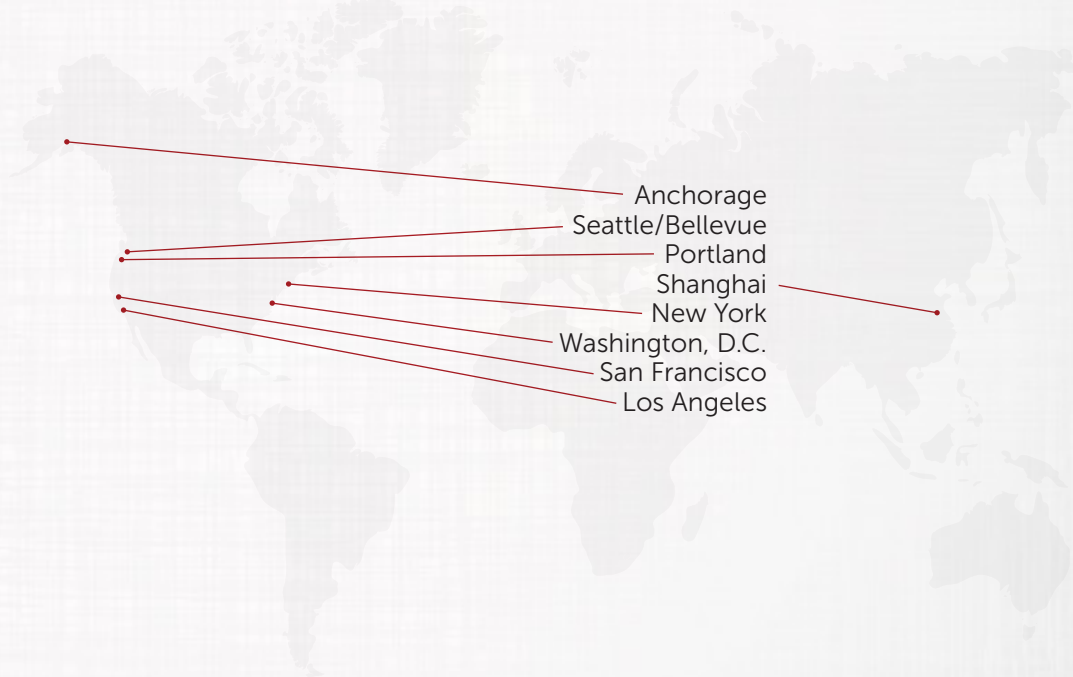 Anchorage
Seattle/Bellevue
Portland
Shanghai
New York
Washington, D.C.
San Francisco
Los Angeles